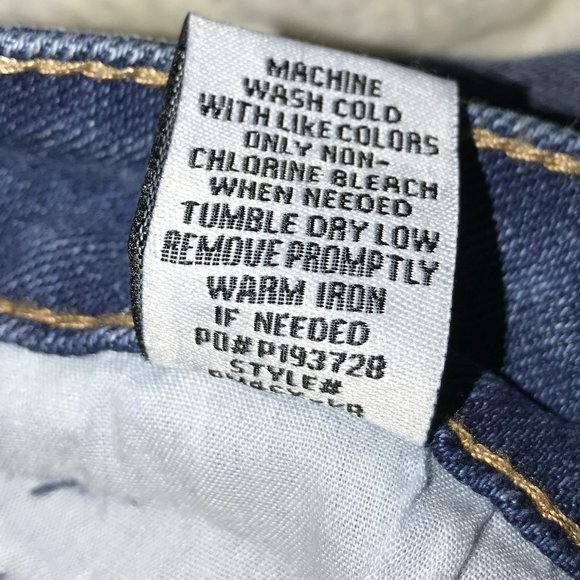 MACHINE
WASH COLD
WITH LIKE COLORS
ONLY NON-
CHLORINE BLEACH
WHEN NEEDED
TUMBLE DRY LOW
REMOVE PROMPTLY
WARM IRON
IF NEEDED
PO# P193728
STYLE#